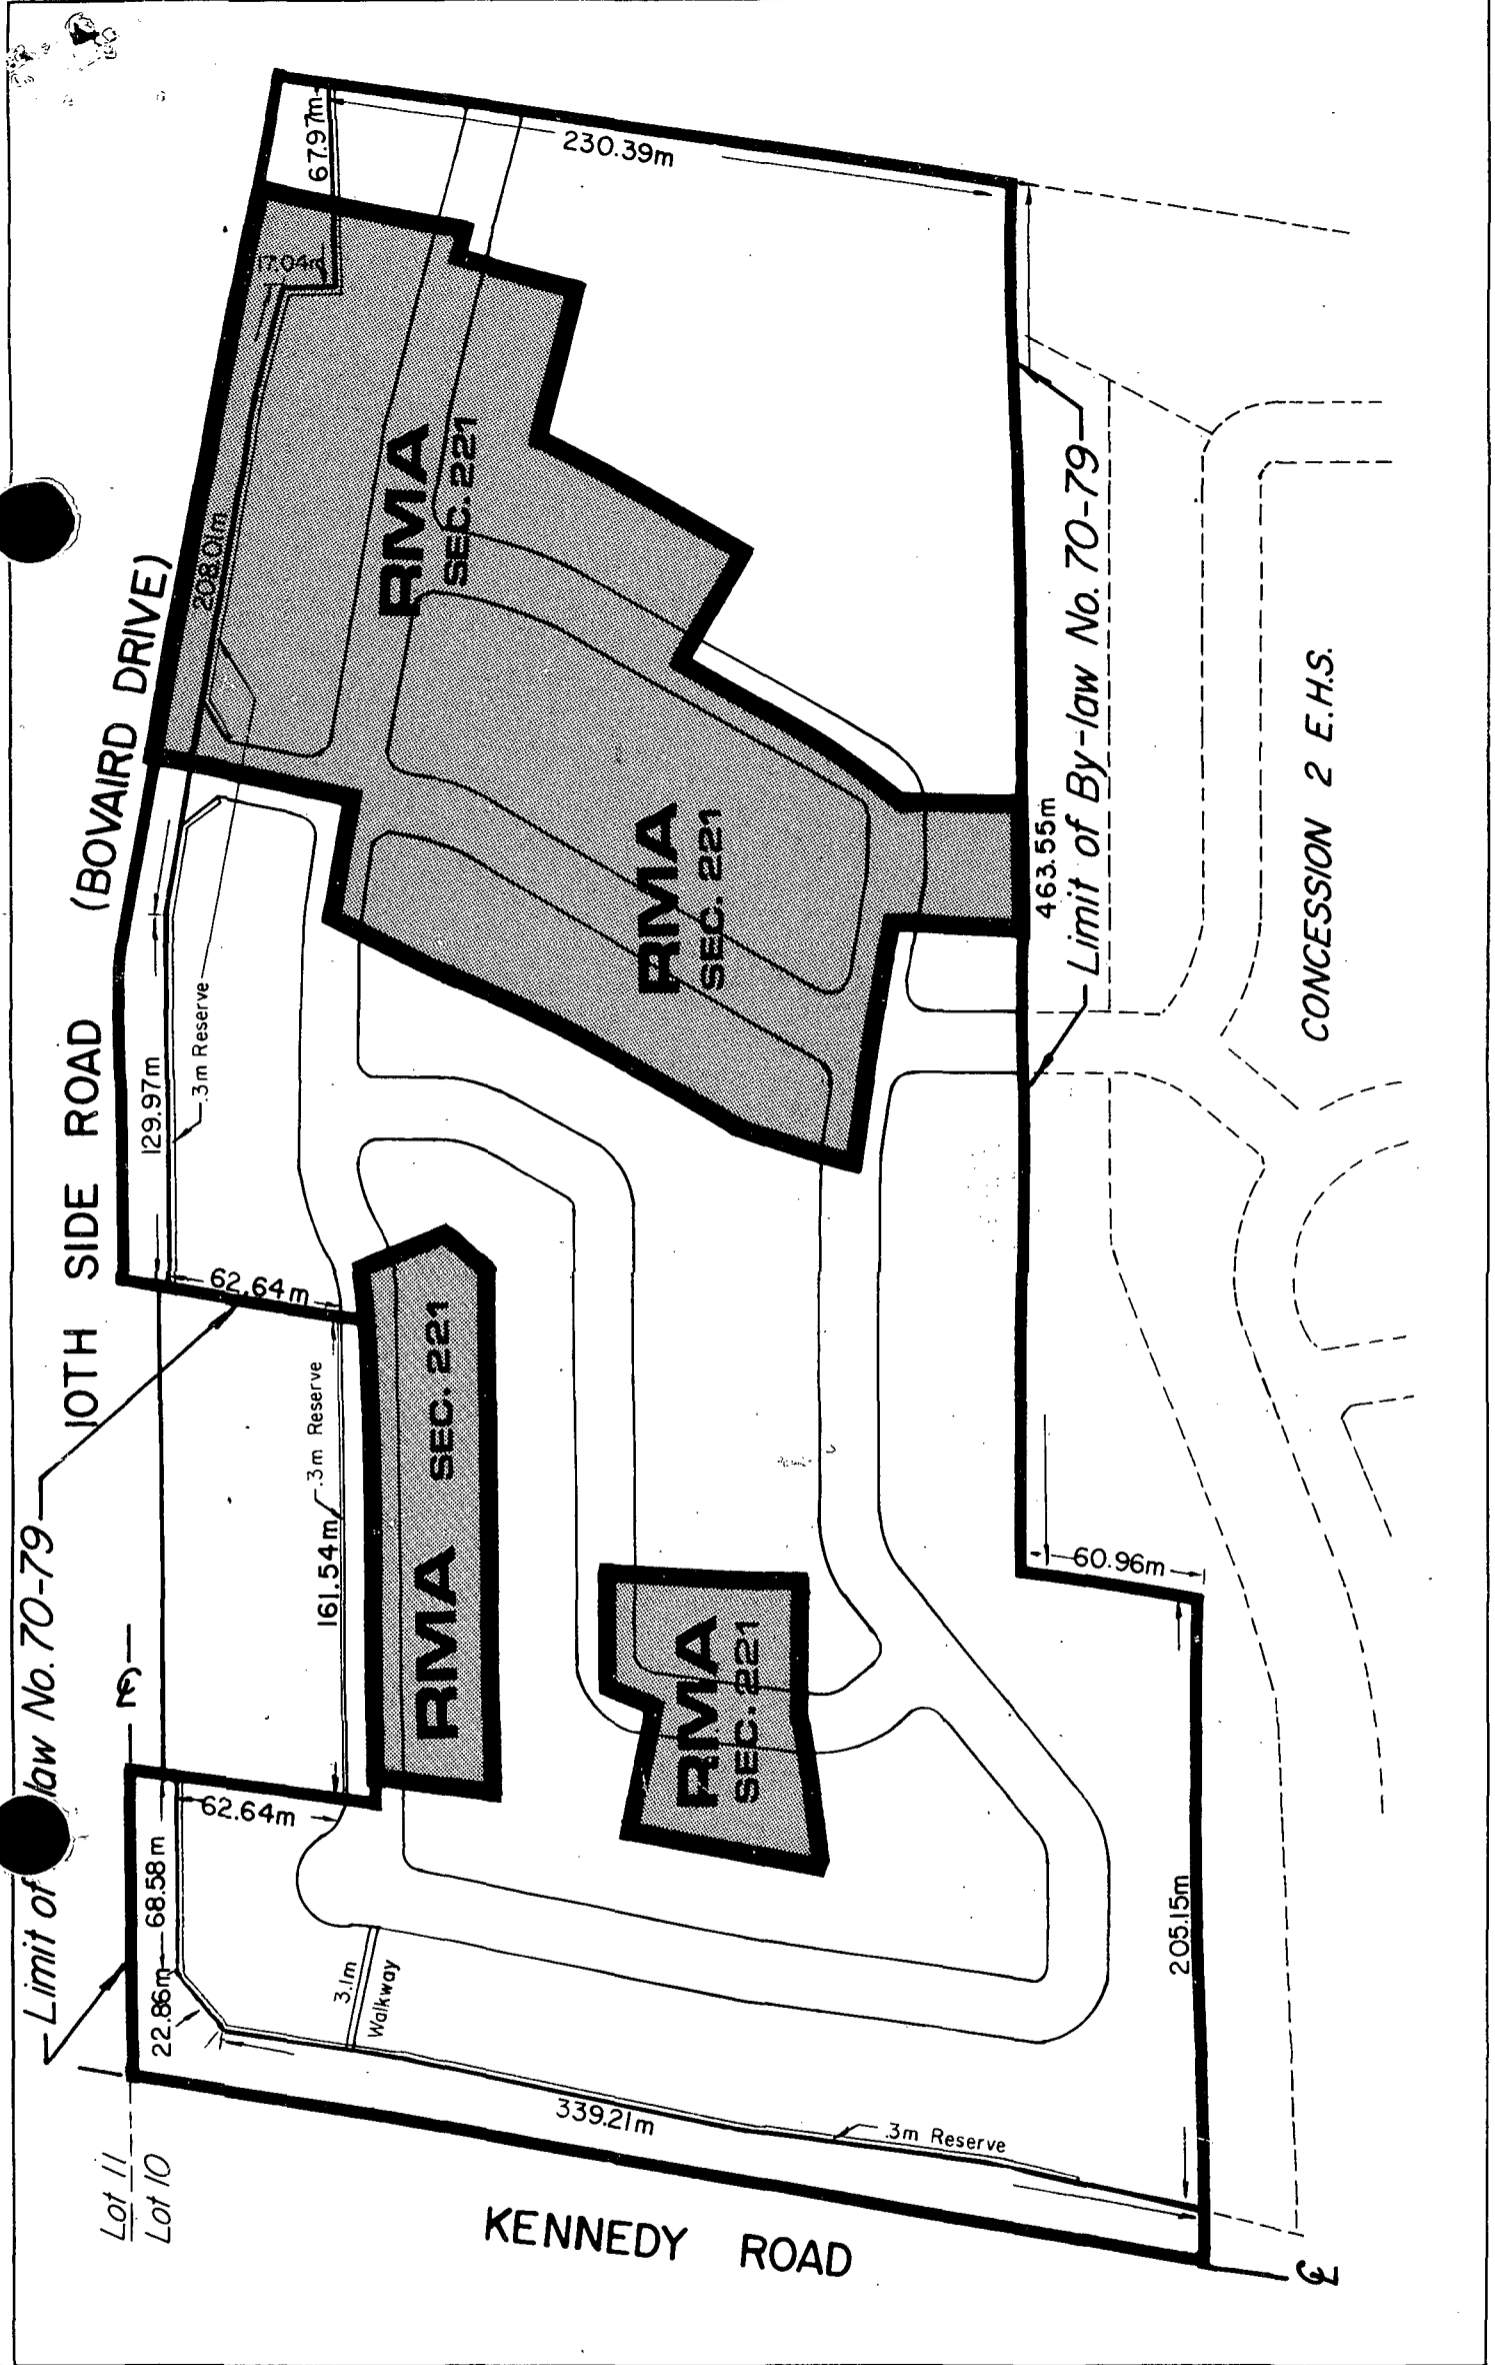 67.97m
230.39m
17.04m
208.01m
RMA
SEC. 221
10TH SIDE ROAD (BOVAIRD DRIVE)
RMA
SEC. 221
463.55m
Limit of By-law No. 70-79
CONCESSION 2 E.H.S.
129.97m
.3m Reserve
62.64m
161.54m
.3m Reserve
RMA SEC. 221
RMA
SEC. 221
60.96m
Limit of law No. 70-79
62.64m
68.58m
22.86m
3.1m
Walkway
205.15m
339.21m
.3m Reserve
Lot 11
Lot 10
KENNEDY ROAD